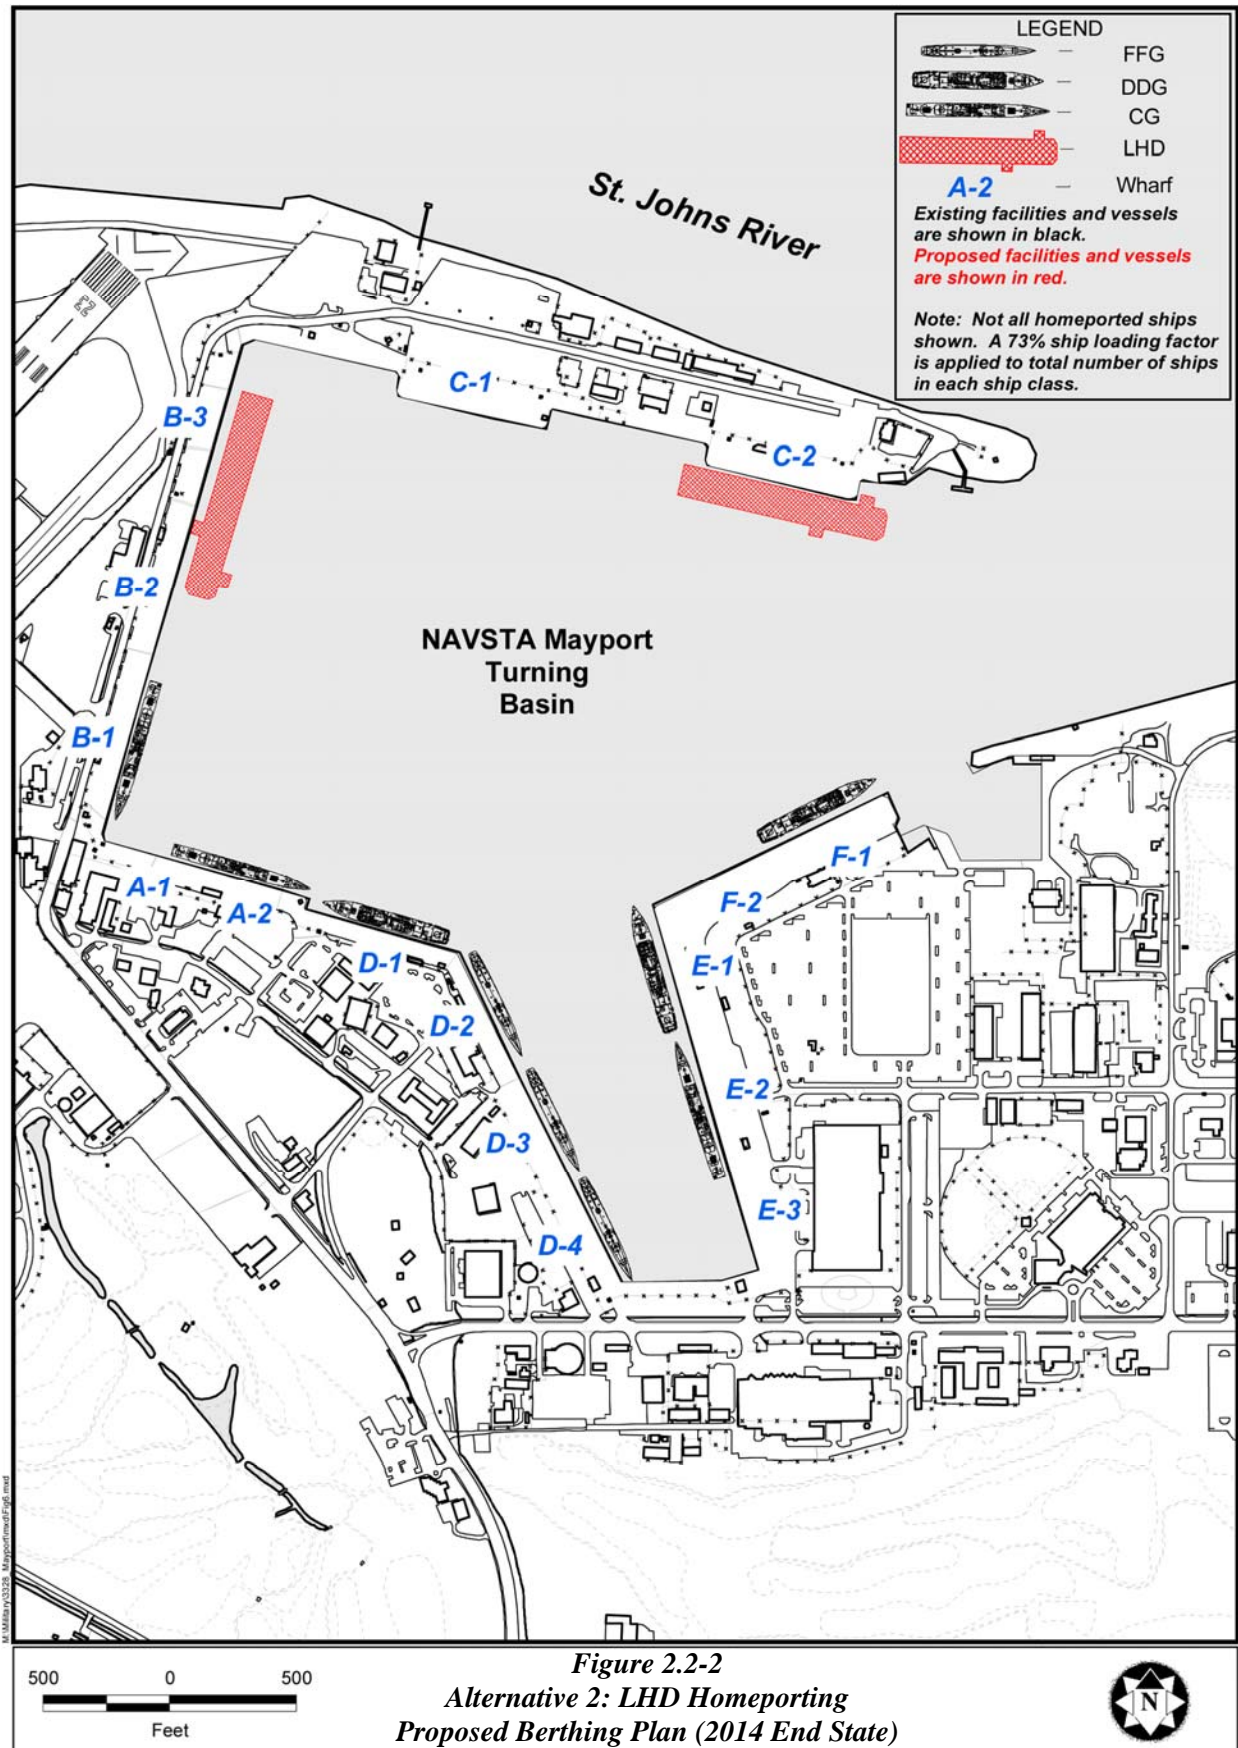 LEGEND
FFG
DDG
CG
LHD
A-2 Wharf
Existing facilities and vessels
are shown in black.
Proposed facilities and vessels
are shown in red.
Note: Not all homeported ships
shown. A 73% ship loading factor
is applied to total number of ships
in each ship class.
St. Johns River
23
C-1
B-3
C-2
B-2
NAVSTA Mayport
Turning
Basin
B-1
F-1
A-1
F-2
A-2
D-1
E-1
D-2
E-2
D-3
E-3
D-4
500 0 500
Feet
Figure 2.2-2
Alternative 2: LHD Homeporting
Proposed Berthing Plan (2014 End State)
N